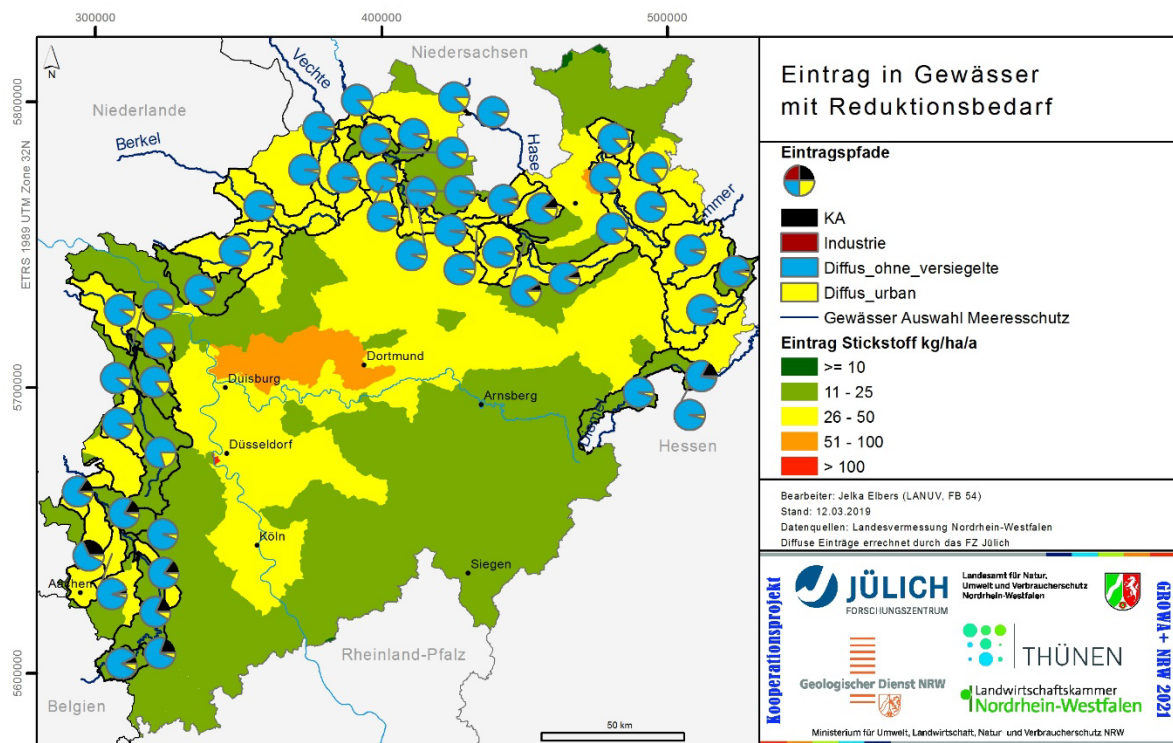 300000
400000
500000
5800000
5700000
5600000
ETRS 1989 UTM Zone 32N
N
Niedersachsen
Niederlande
Vechte
Berkel
Hase
mmer
Dortmund
Duisburg
Arnsberg
Düsseldorf
Hessen
Köln
Siegen
Aachen
Rheinland-Pfalz
Belgien
50 km
Eintrag in Gewässer
mit Reduktionsbedarf
Eintragspfade
KA
Industrie
Diffus_ohne_versiegelte
Diffus_urban
Gewässer Auswahl Meeresschutz
Eintrag Stickstoff kg/ha/a
>= 10
11 - 25
26 - 50
51 - 100
> 100
Bearbeiter: Jelka Elbers (LANUV, FB 54)
Stand: 12.03.2019
Datenquellen: Landesvermessung Nordrhein-Westfalen
Diffuse Einträge errechnet durch das FZ Jülich
Kooperationsprojekt
GROWA+ NRW 2021
JÜLICH
FORSCHUNGSZENTRUM
Landesamt für Natur,
Umwelt und Verbraucherschutz
Nordrhein-Westfalen
Geologischer Dienst NRW
THÜNEN
Landwirtschaftskammer
Nordrhein-Westfalen
Ministerium für Umwelt, Landwirtschaft, Natur- und Verbraucherschutz NRW